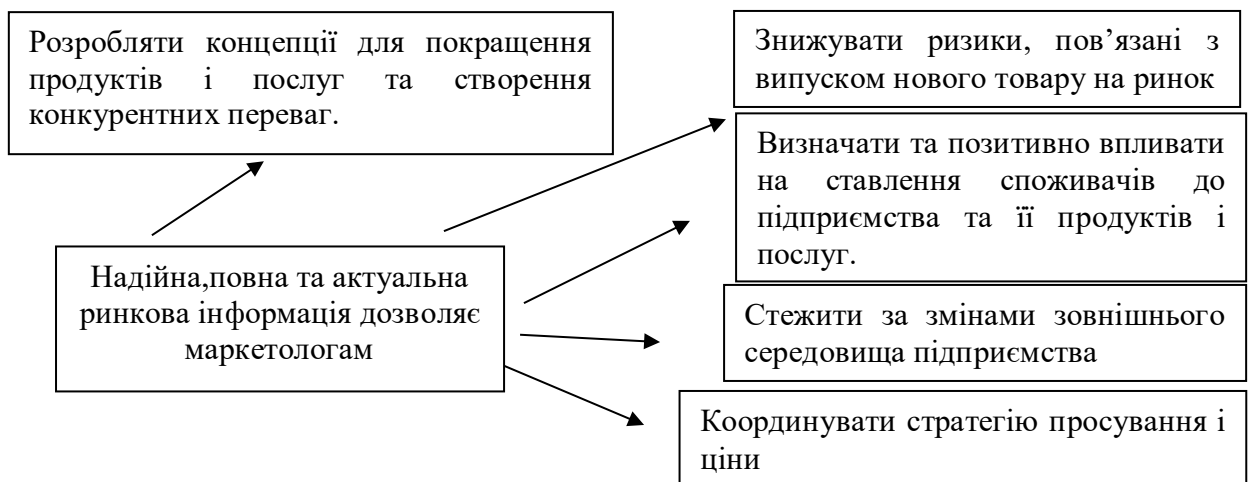 Розробляти концепції для покращення
продуктів і послуг та створення
конкурентних переваг.
Знижувати ризики, пов’язані з
випуском нового товару на ринок
Визначати та позитивно впливати
на ставлення споживачів до
підприємства та її продуктів і
послуг.
Надійна,повна та актуальна
ринкова інформація дозволяє
маркетологам
Стежити за змінами зовнішнього
середовища підприємства
Координувати стратегію просування і
ціни